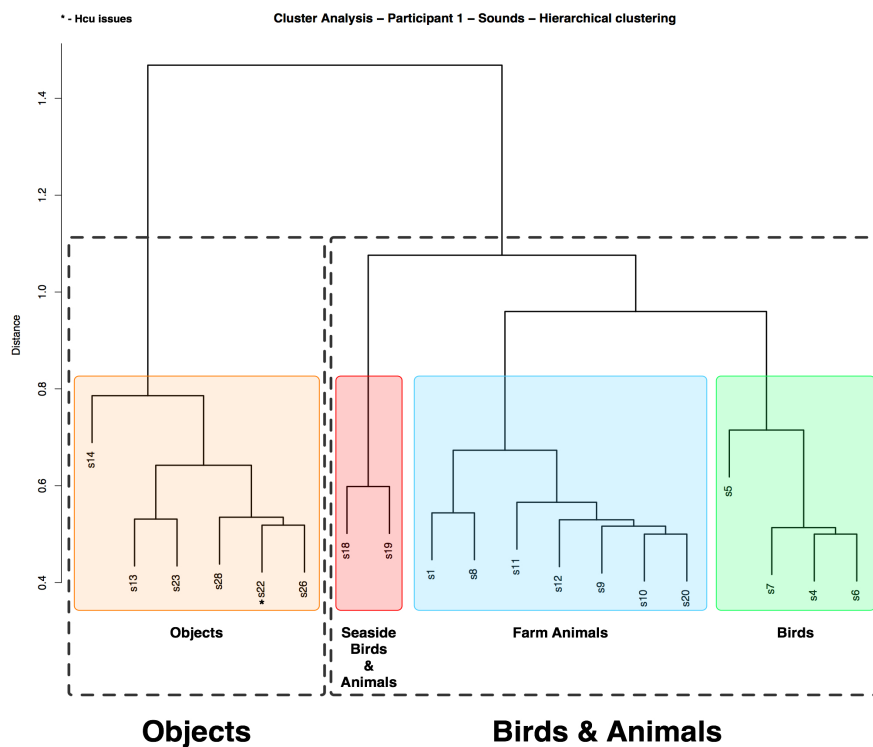 * - Hcu issues
Cluster Analysis – Participant 1 – Sounds – Hierarchical clustering
Distance
1.4
1.2
1.0
0.8
0.6
0.4
s14
s13
s23
s28
* s22
s26
s18
s19
s1
s8
s11
s12
s9
s10
s20
s5
s7
s4
s6
Objects
Seaside
Birds
&
Animals
Farm Animals
Birds
Objects
Birds & Animals